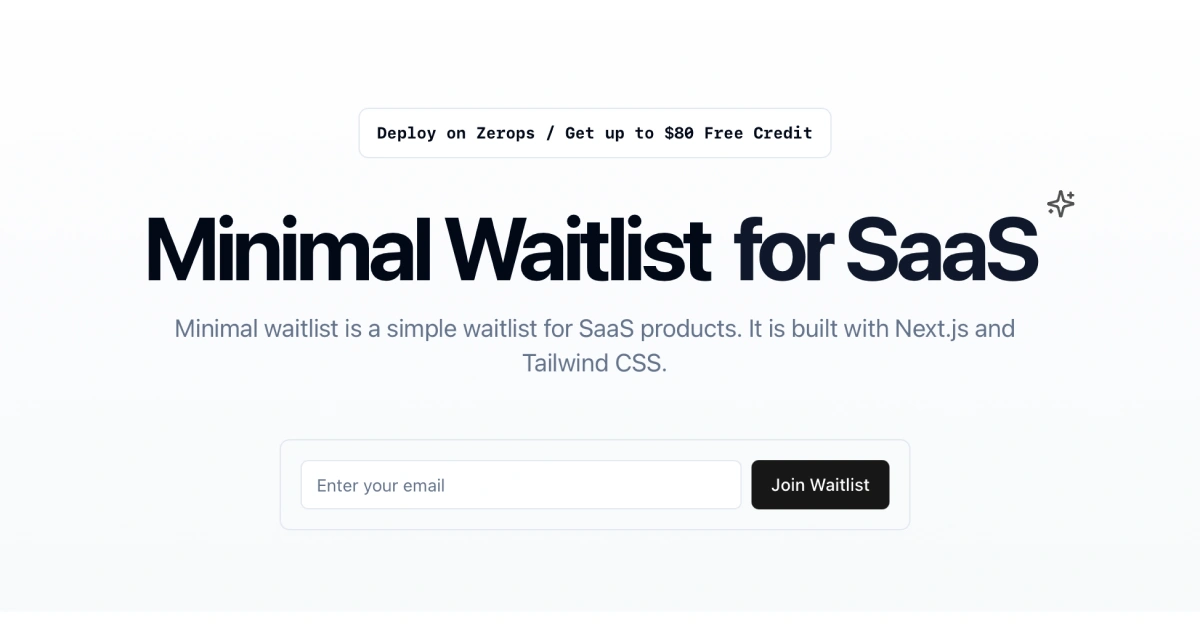 Deploy on Zerops / Get up to $80 Free Credit
Minimal Waitlist for SaaS
Minimal waitlist is a simple waitlist for SaaS products. It is built with Next.js and
Tailwind CSS.
Enter your email
Join Waitlist